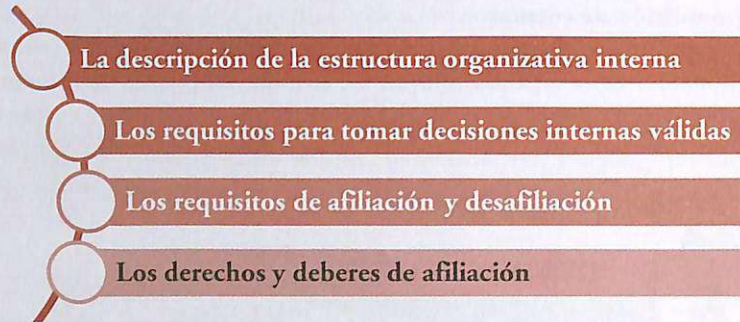 La descripción de la estructura organizativa interna
Los requisitos para tomar decisiones internas válidas
Los requisitos de afiliación y desafiliación
Los derechos y deberes de afiliación